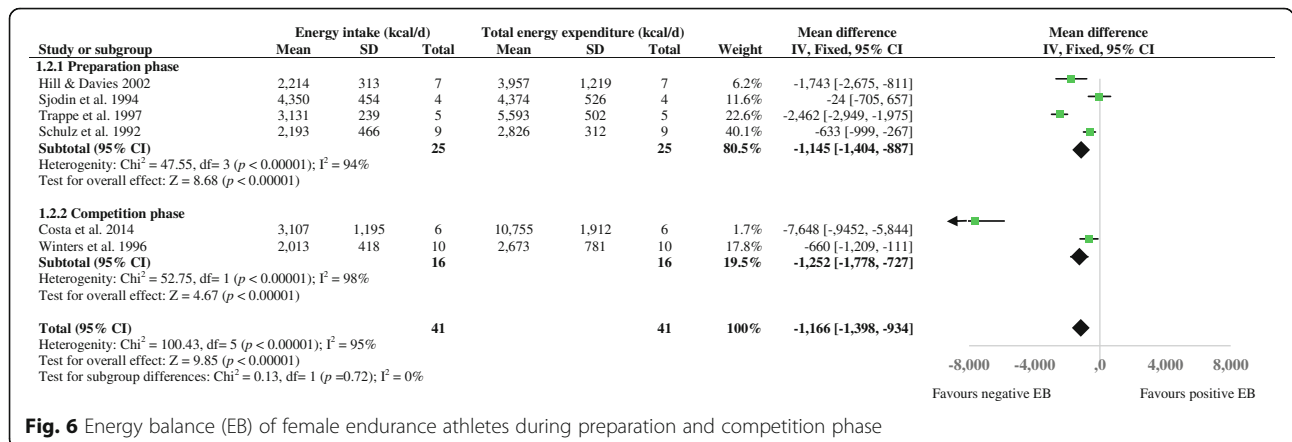 Energy intake (kcal/d) Total energy expenditure (kcal/d) Mean difference Mean difference
Study or subgroup Mean SD Total Mean SD Total Weight IV, Fixed, 95% CI IV, Fixed, 95% CI
1.2.1 Preparation phase
Hill & Davies 2002 2,214 313 7 3,957 1,219 7 6.2% -1,743 [-2,675, -811]
Sjodin et al. 1994 4,350 454 4 4,374 526 4 11.6% -24 [-705, 657]
Trappe et al. 1997 3,131 239 5 5,593 502 5 22.6% -2,462 [-2,949, -1,975]
Schulz et al. 1992 2,193 466 9 2,826 312 9 40.1% -633 [-999, -267]
Subtotal (95% CI) 25 25 80.5% -1,145 [-1,404, -887]
Heterogenity: Chi² = 47.55, df= 3 (p < 0.00001); I² = 94%
Test for overall effect: Z = 8.68 (p < 0.00001)
1.2.2 Competition phase
Costa et al. 2014 3,107 1,195 6 10,755 1,912 6 1.7% -7,648 [-,9452, -5,844]
Winters et al. 1996 2,013 418 10 2,673 781 10 17.8% -660 [-1,209, -111]
Subtotal (95% CI) 16 16 19.5% -1,252 [-1,778, -727]
Heterogenity: Chi² = 52.75, df= 1 (p < 0.00001); I² = 98%
Test for overall effect: Z = 4.67 (p < 0.00001)
Total (95% CI) 41 41 100% -1,166 [-1,398, -934]
Heterogenity: Chi² = 100.43, df= 5 (p < 0.00001); I² = 95%
Test for overall effect: Z = 9.85 (p < 0.00001)
Test for subgroup differences: Chi² = 0.13, df= 1 (p =0.72); I² = 0%
-8,000 -4,000 ,0 4,000 8,000
Favours negative EB Favours positive EB
Fig. 6 Energy balance (EB) of female endurance athletes during preparation and competition phase